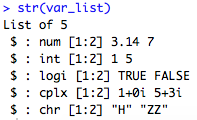 > str(var_list)
List of 5
 $ : num [1:2] 3.14 7
 $ : int [1:2] 1 5
 $ : logi [1:2] TRUE FALSE
 $ : cplx [1:2] 1+0i 5+3i
 $ : chr [1:2] "H" "ZZ"